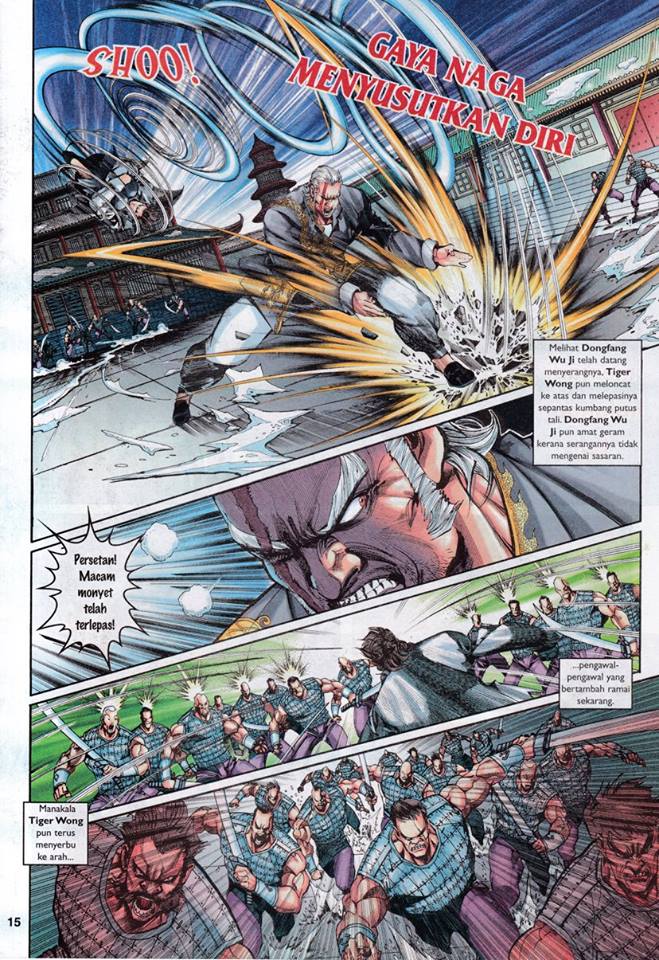 SHOO!
GAYA NAGA
MENYUSUTKAN DIRI
Melihat Dongfang
Wu Ji telah datang
menyerangnya, Tiger
Wong pun meloncat
ke atas dan melepasinya
sepantas kumbang putus
tali. Dongfang Wu
Ji pun amat geram
kerana serangannya tidak
mengenai sasaran.
Persetan!
Macam
monyet
telah
terlepas!
...pengawal-
pengawal yang
bertambah ramai
sekarang.
Manakala
Tiger Wong
pun terus
menyerbu
ke arah...
15